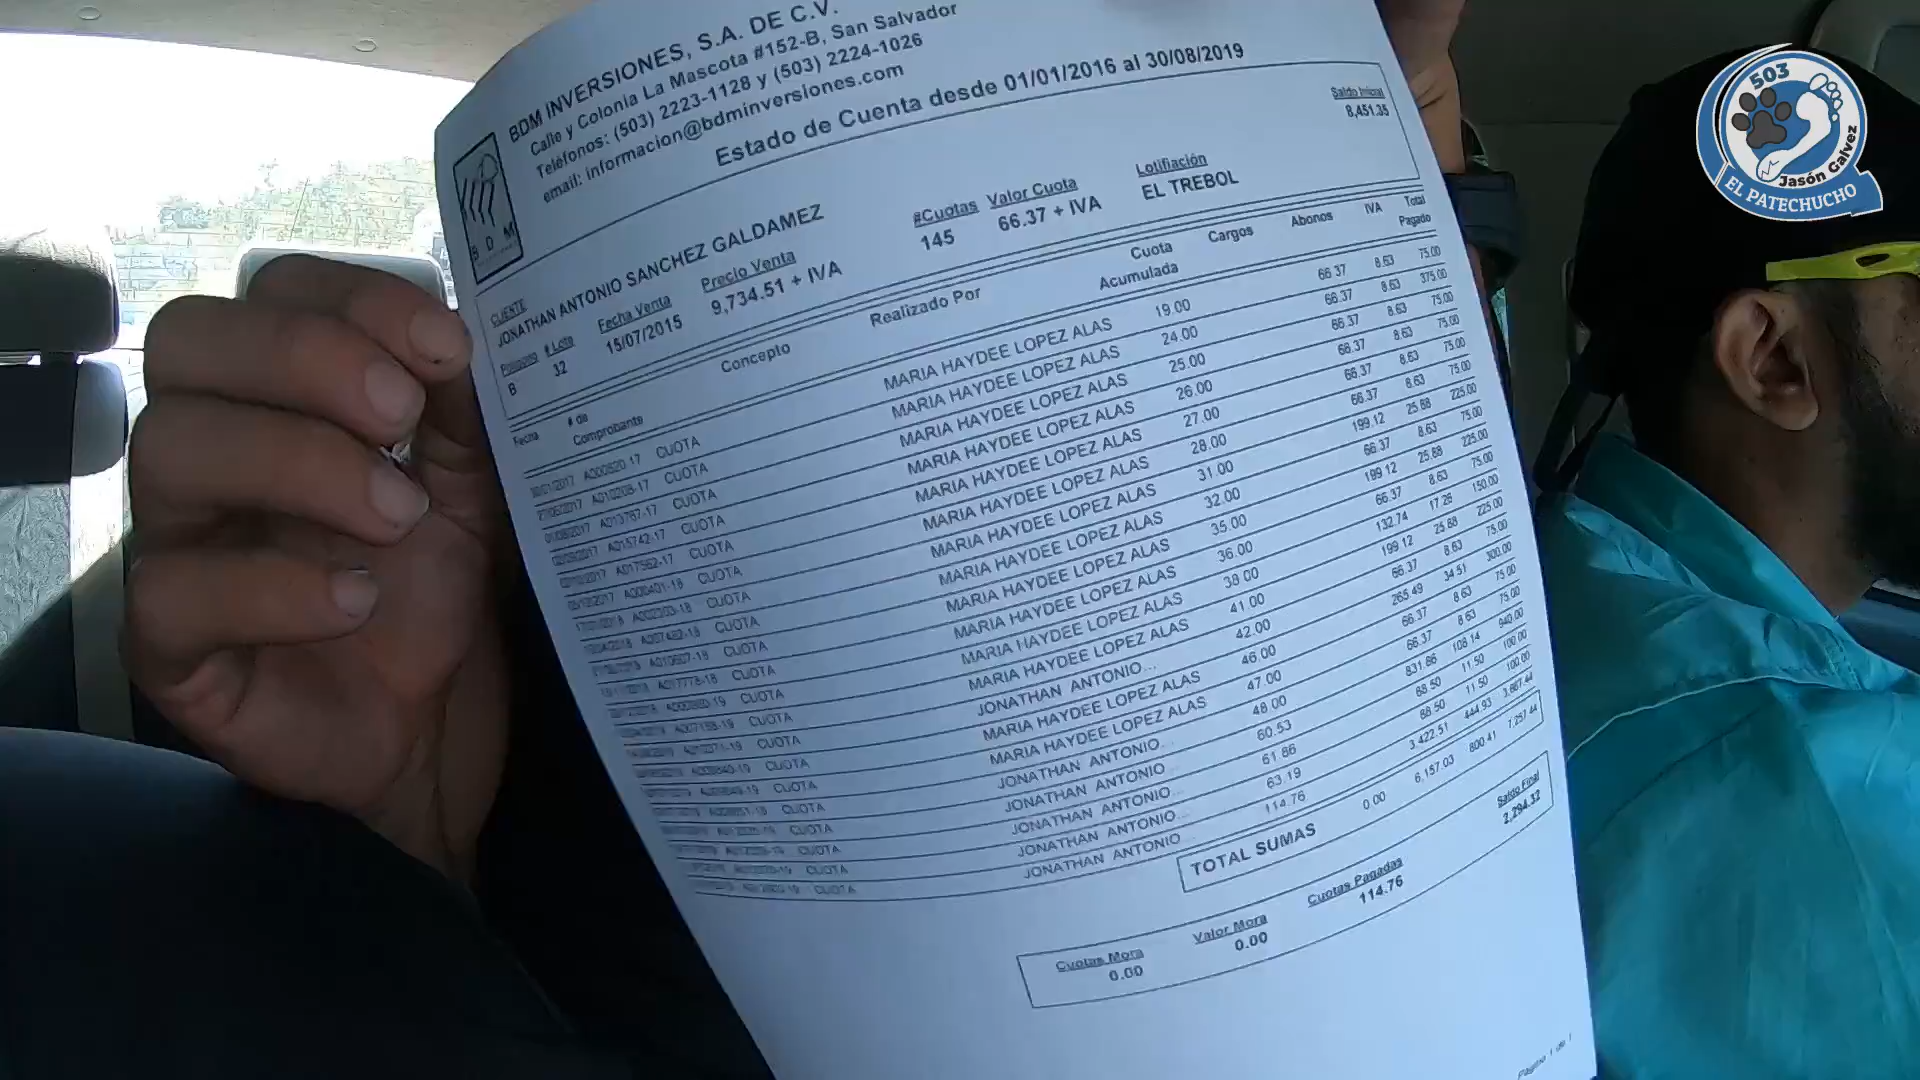 BDM INVERSIONES, S.A. DE C.V.
Calle y Colonia La Mascota #152-B, San Salvador
Teléfonos: (503) 2223-1128 y (503) 2224-1026
email: informacion@bdminversiones.com
Estado de Cuenta desde 01/01/2016 al 30/08/2019
BDM
CLIENTE
JONATHAN ANTONIO SANCHEZ GALDAMEZ
#Cuotas Valor Cuota Lotifiación Saldo Inicial
145 66.37 + IVA EL TREBOL 8,451.35
Poligono # Lote Fecha Venta Precio Venta
B 32 15/07/2015 9,734.51 + IVA
Fecha # de Comprobante Concepto Realizado Por Cuota Acumulada Cargos Abonos IVA Total Pagado
CUOTA MARIA HAYDEE LOPEZ ALAS 19.00 66.37 8.63 75.00
CUOTA MARIA HAYDEE LOPEZ ALAS 24.00 66.37 8.63 375.00
CUOTA MARIA HAYDEE LOPEZ ALAS 25.00 66.37 8.63 75.00
CUOTA MARIA HAYDEE LOPEZ ALAS 26.00 66.37 8.63 75.00
CUOTA MARIA HAYDEE LOPEZ ALAS 27.00 66.37 8.63 75.00
CUOTA MARIA HAYDEE LOPEZ ALAS 28.00 66.37 8.63 75.00
CUOTA MARIA HAYDEE LOPEZ ALAS 31.00 199.12 25.88 225.00
CUOTA MARIA HAYDEE LOPEZ ALAS 32.00 66.37 8.63 75.00
CUOTA MARIA HAYDEE LOPEZ ALAS 35.00 199.12 25.88 225.00
CUOTA MARIA HAYDEE LOPEZ ALAS 36.00 66.37 8.63 75.00
CUOTA MARIA HAYDEE LOPEZ ALAS 38.00 132.74 17.26 150.00
CUOTA MARIA HAYDEE LOPEZ ALAS 41.00 199.12 25.88 225.00
CUOTA JONATHAN ANTONIO... 42.00 66.37 8.63 75.00
CUOTA MARIA HAYDEE LOPEZ ALAS 46.00 265.49 34.51 300.00
CUOTA MARIA HAYDEE LOPEZ ALAS 47.00 66.37 8.63 75.00
CUOTA JONATHAN ANTONIO... 48.00 66.37 8.63 75.00
CUOTA JONATHAN ANTONIO... 60.53 831.86 108.14 940.00
CUOTA JONATHAN ANTONIO... 61.86 88.50 11.50 100.00
CUOTA JONATHAN ANTONIO... 63.19 88.50 11.50 100.00
CUOTA JONATHAN ANTONIO... 114.76 3,422.51 444.93 3,867.44
TOTAL SUMAS 0.00 6,157.03 800.41 7,257.44
Saldo Final
2,294.32
Cuotas Mora Valor Mora Cuotas Pagadas
0.00 0.00 114.76
Página 1 de 1
503
Jasón Galvez
EL PATECHUCHO